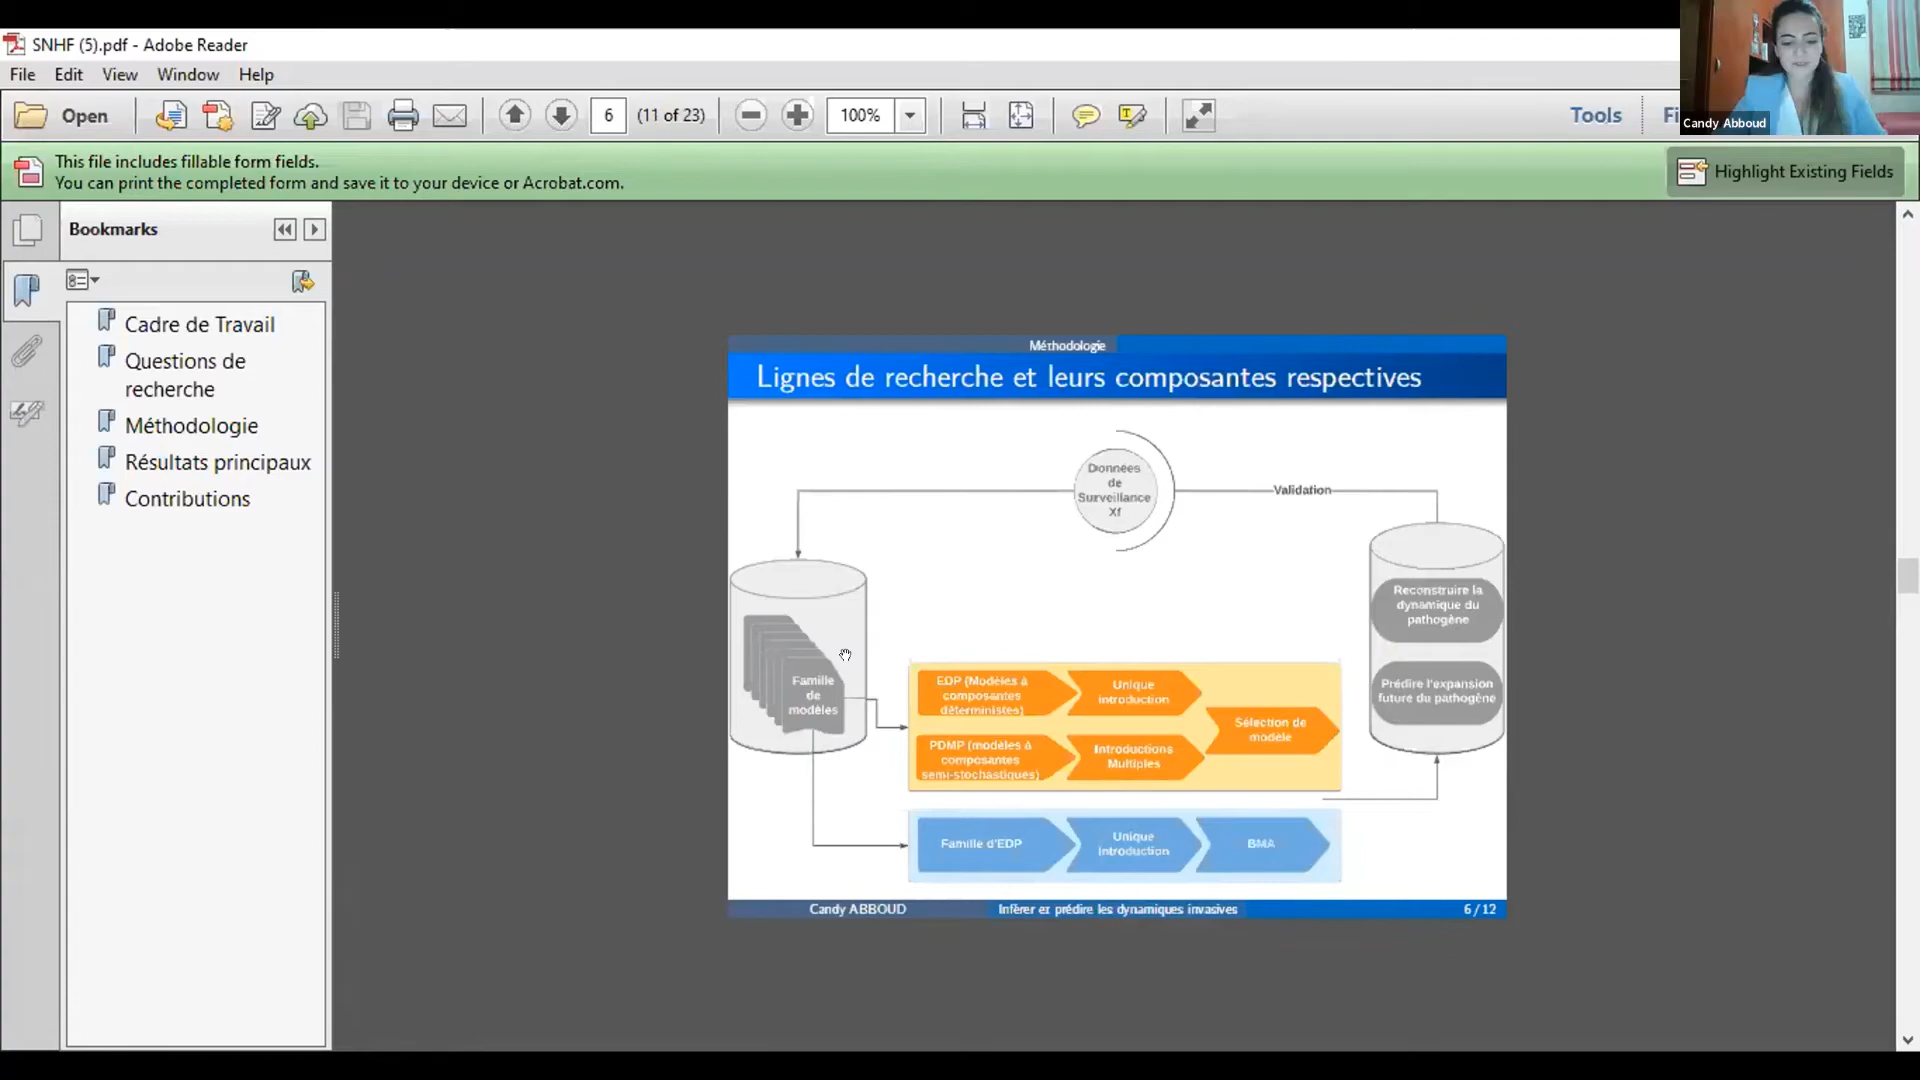 SNHF (5).pdf - Adobe Reader
File Edit View Window Help
Open 6 (11 of 23) 100% Tools
Candy Abboud
This file includes fillable form fields.
You can print the completed form and save it to your device or Acrobat.com.
Highlight Existing Fields
Bookmarks
Cadre de Travail
Questions de
recherche
Méthodologie
Résultats principaux
Contributions
Méthodologie
Lignes de recherche et leurs composantes respectives
Données
de
Surveillance
Xf
Validation
Famille
de
modèles
EDP (Modèles à
composantes
déterministes)
Unique
introduction
PDMP (modèles à
composantes
semi-stochastiques)
Introductions
Multiples
Sélection de
modèle
Famille d'EDP
Unique
introduction
BMA
Reconstruire la
dynamique du
pathogène
Prédire l'expansion
future du pathogène
Candy ABBOUD Inférer et prédire les dynamiques invasives 6 / 12